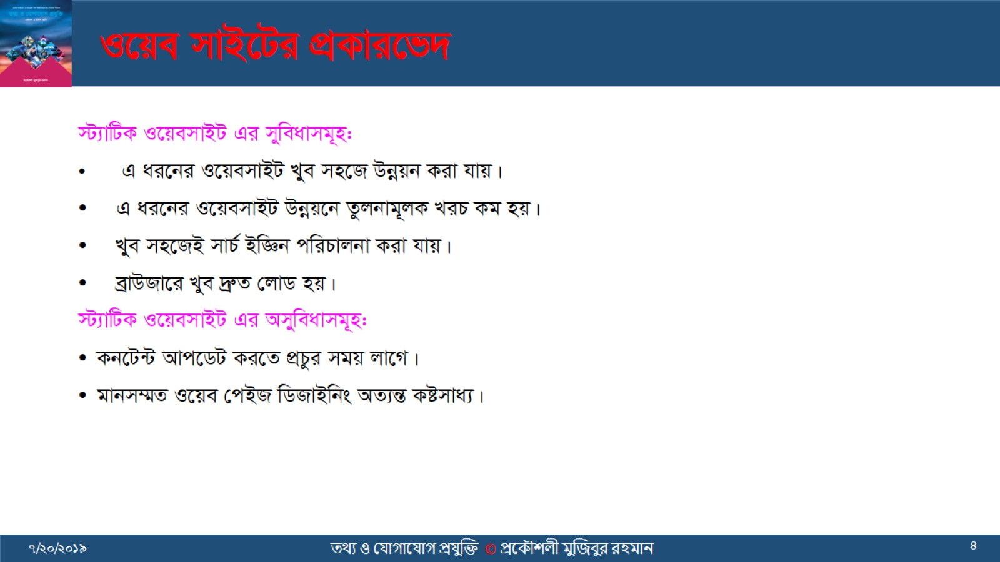 তথ্য ও যোগাযোগ প্রযুক্তি
ওয়েব সাইটের প্রকারভেদ
স্ট্যাটিক ওয়েবসাইট এর সুবিধাসমূহ:
• এ ধরনের ওয়েবসাইট খুব সহজে উন্নয়ন করা যায়।
• এ ধরনের ওয়েবসাইট উন্নয়নে তুলনামূলক খরচ কম হয়।
• খুব সহজেই সার্চ ইঞ্জিন পরিচালনা করা যায়।
• ব্রাউজারে খুব দ্রুত লোড হয়।
স্ট্যাটিক ওয়েবসাইট এর অসুবিধাসমূহ:
• কনটেন্ট আপডেট করতে প্রচুর সময় লাগে।
• মানসম্মত ওয়েব পেইজ ডিজাইনিং অত্যন্ত কষ্টসাধ্য।
৭/২০/২০১৯
তথ্য ও যোগাযোগ প্রযুক্তি © প্রকৌশলী মুজিবুর রহমান
৪